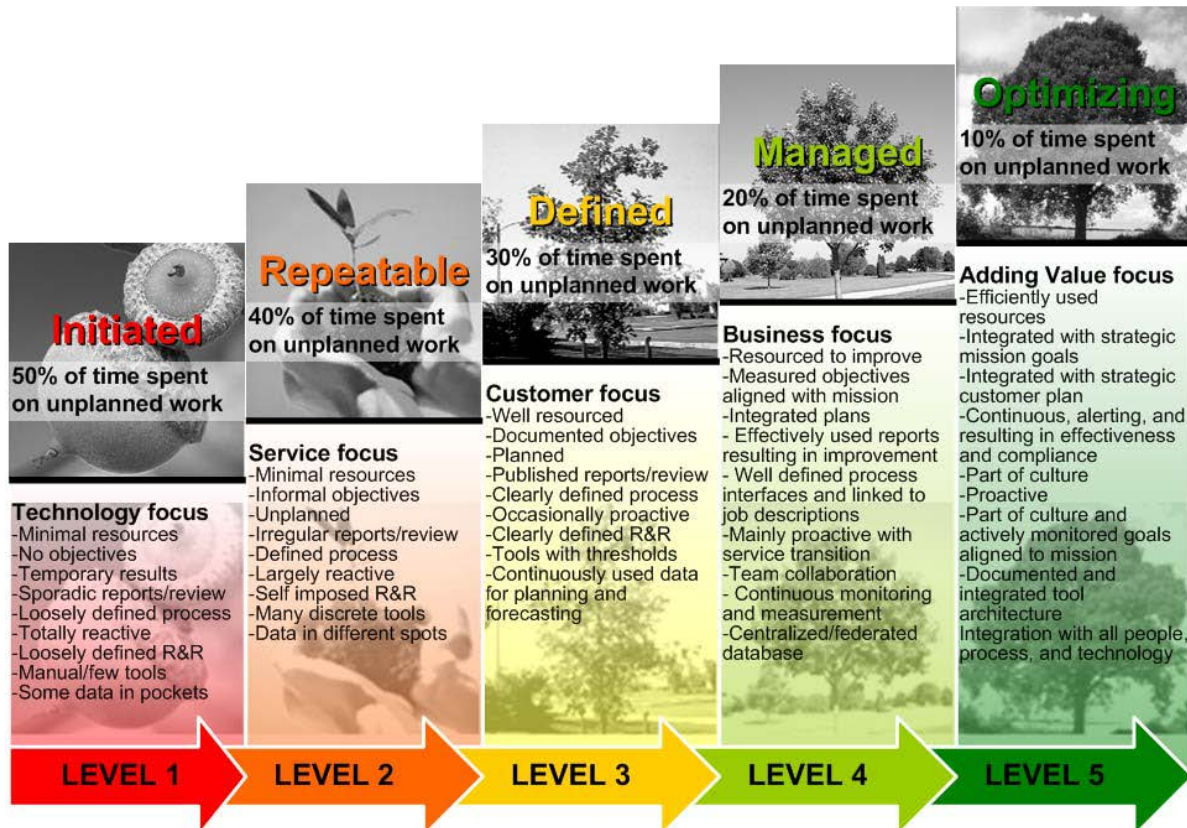 Initiated
50% of time spent
on unplanned work
Technology focus
-Minimal resources
-No objectives
-Temporary results
-Sporadic reports/review
-Loosely defined process
-Totally reactive
-Loosely defined R&R
-Manual/few tools
-Some data in pockets
LEVEL 1
Repeatable
40% of time spent
on unplanned work
Service focus
-Minimal resources
-Informal objectives
-Unplanned
-Irregular reports/review
-Defined process
-Largely reactive
-Self imposed R&R
-Many discrete tools
-Data in different spots
LEVEL 2
Defined
30% of time spent
on unplanned work
Customer focus
-Well resourced
-Documented objectives
-Planned
-Published reports/review
-Clearly defined process
-Occasionally proactive
-Clearly defined R&R
-Tools with thresholds
-Continuously used data
for planning and
forecasting
LEVEL 3
Managed
20% of time spent
on unplanned work
Business focus
-Resourced to improve
-Measured objectives
aligned with mission
-Integrated plans
- Effectively used reports
resulting in improvement
- Well defined process
interfaces and linked to
job descriptions
-Mainly proactive with
service transition
-Team collaboration
- Continuous monitoring
and measurement
-Centralized/federated
database
LEVEL 4
Optimizing
10% of time spent
on unplanned work
Adding Value focus
-Efficiently used
resources
-Integrated with strategic
mission goals
-Integrated with strategic
customer plan
-Continuous, alerting, and
resulting in effectiveness
and compliance
-Part of culture
-Proactive
-Part of culture and
actively monitored goals
aligned to mission
-Documented and
integrated tool
architecture
Integration with all people,
process, and technology
LEVEL 5